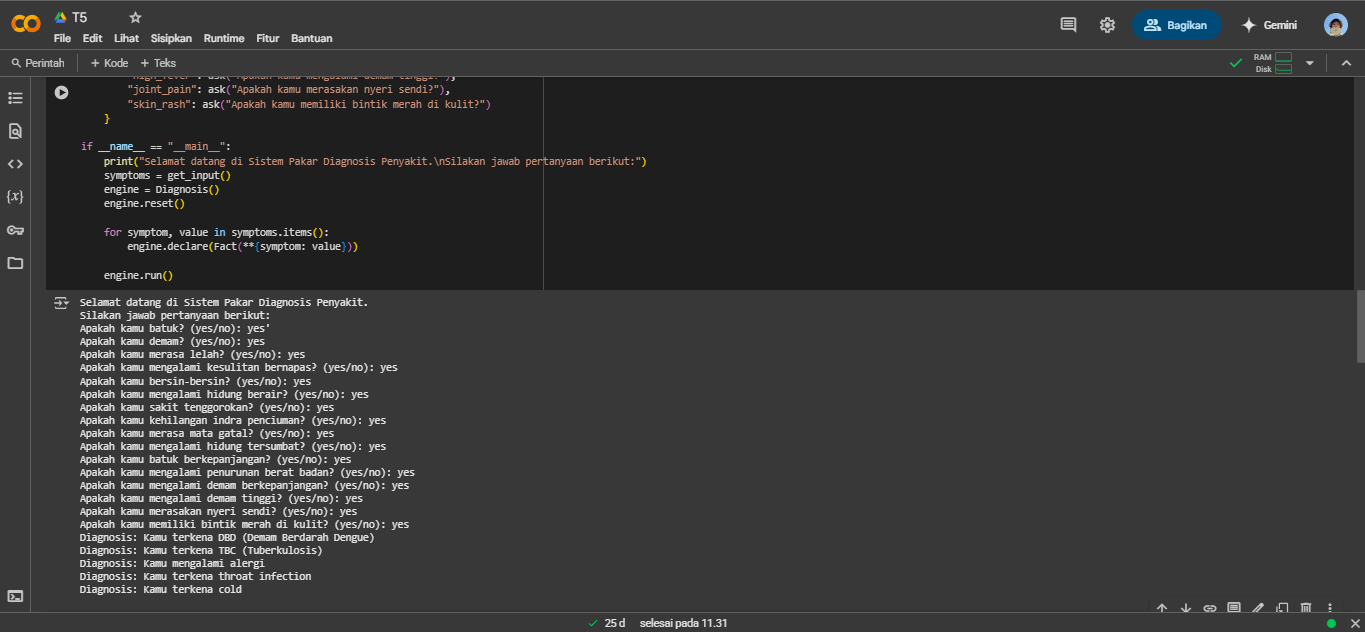 T5
Bagikan
Gemini
File Edit Lihat Sisipkan Runtime Fitur Bantuan
Perintah + Kode + Teks
RAM
Disk
"high_fever": ask("Apakah kamu mengalami demam tinggi?"),
"joint_pain": ask("Apakah kamu merasakan nyeri sendi?"),
"skin_rash": ask("Apakah kamu memiliki bintik merah di kulit?")
}
if __name__ == "__main__":
print("Selamat datang di Sistem Pakar Diagnosis Penyakit.\nSilakan jawab pertanyaan berikut:")
symptoms = get_input()
engine = Diagnosis()
engine.reset()
for symptom, value in symptoms.items():
engine.declare(Fact(**{symptom: value}))
engine.run()
Selamat datang di Sistem Pakar Diagnosis Penyakit.
Silakan jawab pertanyaan berikut:
Apakah kamu batuk? (yes/no): yes'
Apakah kamu demam? (yes/no): yes
Apakah kamu merasa lelah? (yes/no): yes
Apakah kamu mengalami kesulitan bernapas? (yes/no): yes
Apakah kamu bersin-bersin? (yes/no): yes
Apakah kamu mengalami hidung berair? (yes/no): yes
Apakah kamu sakit tenggorokan? (yes/no): yes
Apakah kamu kehilangan indra penciuman? (yes/no): yes
Apakah kamu merasa mata gatal? (yes/no): yes
Apakah kamu mengalami hidung tersumbat? (yes/no): yes
Apakah kamu batuk berkepanjangan? (yes/no): yes
Apakah kamu mengalami penurunan berat badan? (yes/no): yes
Apakah kamu mengalami demam berkepanjangan? (yes/no): yes
Apakah kamu mengalami demam tinggi? (yes/no): yes
Apakah kamu merasakan nyeri sendi? (yes/no): yes
Apakah kamu memiliki bintik merah di kulit? (yes/no): yes
Diagnosis: Kamu terkena DBD (Demam Berdarah Dengue)
Diagnosis: Kamu terkena TBC (Tuberkulosis)
Diagnosis: Kamu mengalami alergi
Diagnosis: Kamu terkena throat infection
Diagnosis: Kamu terkena cold
25 d selesai pada 11.31